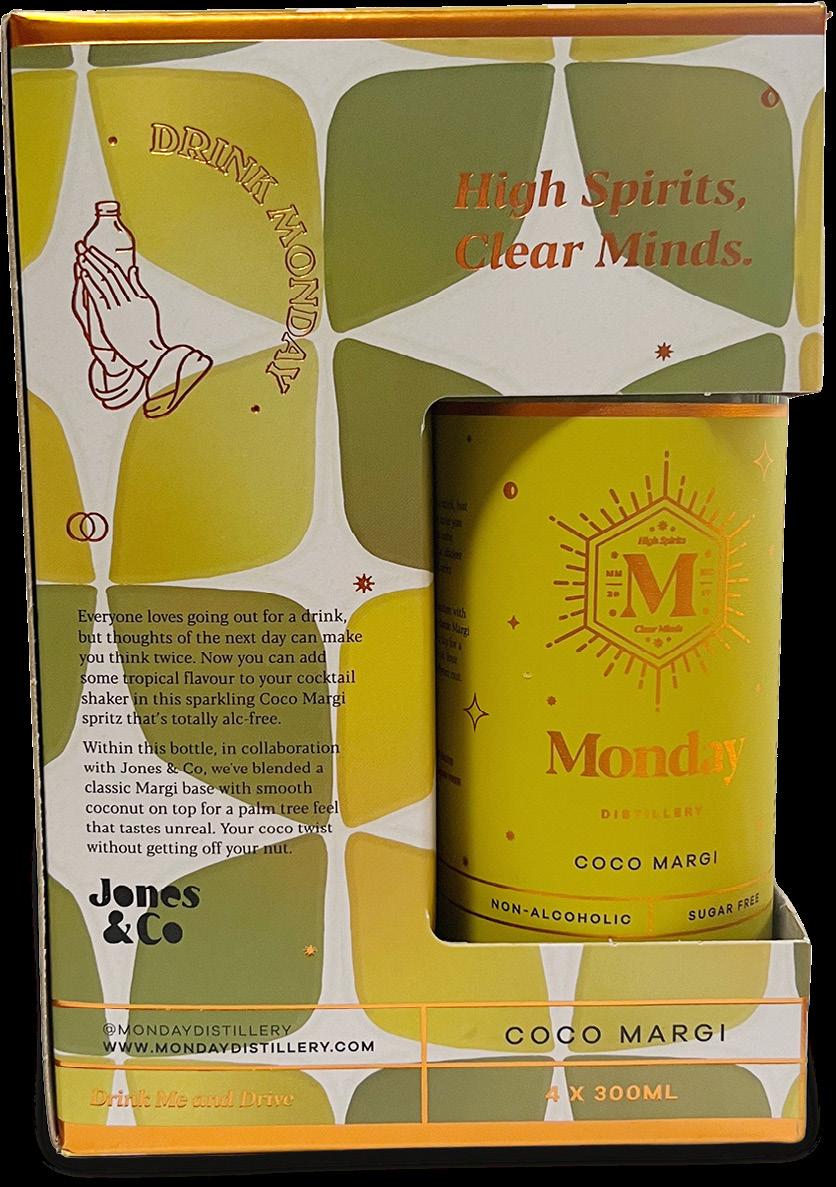 DRINK MONDAY
High Spirits,
Clear Minds.
Everyone loves going out for a drink,
but thoughts of the next day can make
you think twice. Now you can add
some tropical flavour to your cocktail
shaker in this sparkling Coco Margi
spritz that's totally alc-free.
Within this bottle, in collaboration
with Jones & Co, we've blended a
classic Margi base with smooth
coconut on top for a palm tree feel
that tastes unreal. Your coco twist
without getting off your nut.
Jones
&Co
@MONDAYDISTILLERY
WWW.MONDAYDISTILLERY.COM
Drink Me and Drive
High Spirits
M
Clear Minds
Monday
DISTILLERY
COCO MARGI
NON-ALCOHOLIC
SUGAR FREE
COCO MARGI
4 X 300ML